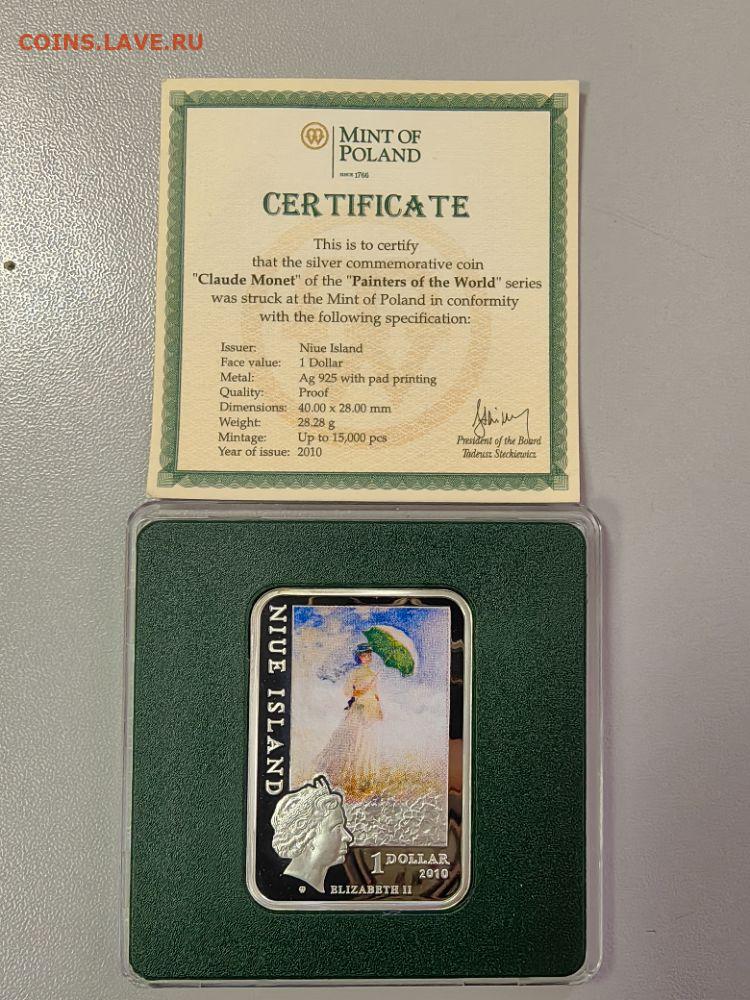 COINS.LAVE.RU
MINT OF
POLAND
SINCE 1766
CERTIFICATE
This is to certify
that the silver commemorative coin
"Claude Monet" of the "Painters of the World" series
was struck at the Mint of Poland in conformity
with the following specification:
Issuer: Niue Island
Face value: 1 Dollar
Metal: Ag 925 with pad printing
Quality: Proof
Dimensions: 40.00 x 28.00 mm
Weight: 28.28 g
Mintage: Up to 15,000 pcs
Year of issue: 2010
President of the Board
Tadeusz Steckiewicz
NIUE ISLAND
1 DOLLAR
2010
ELIZABETH II